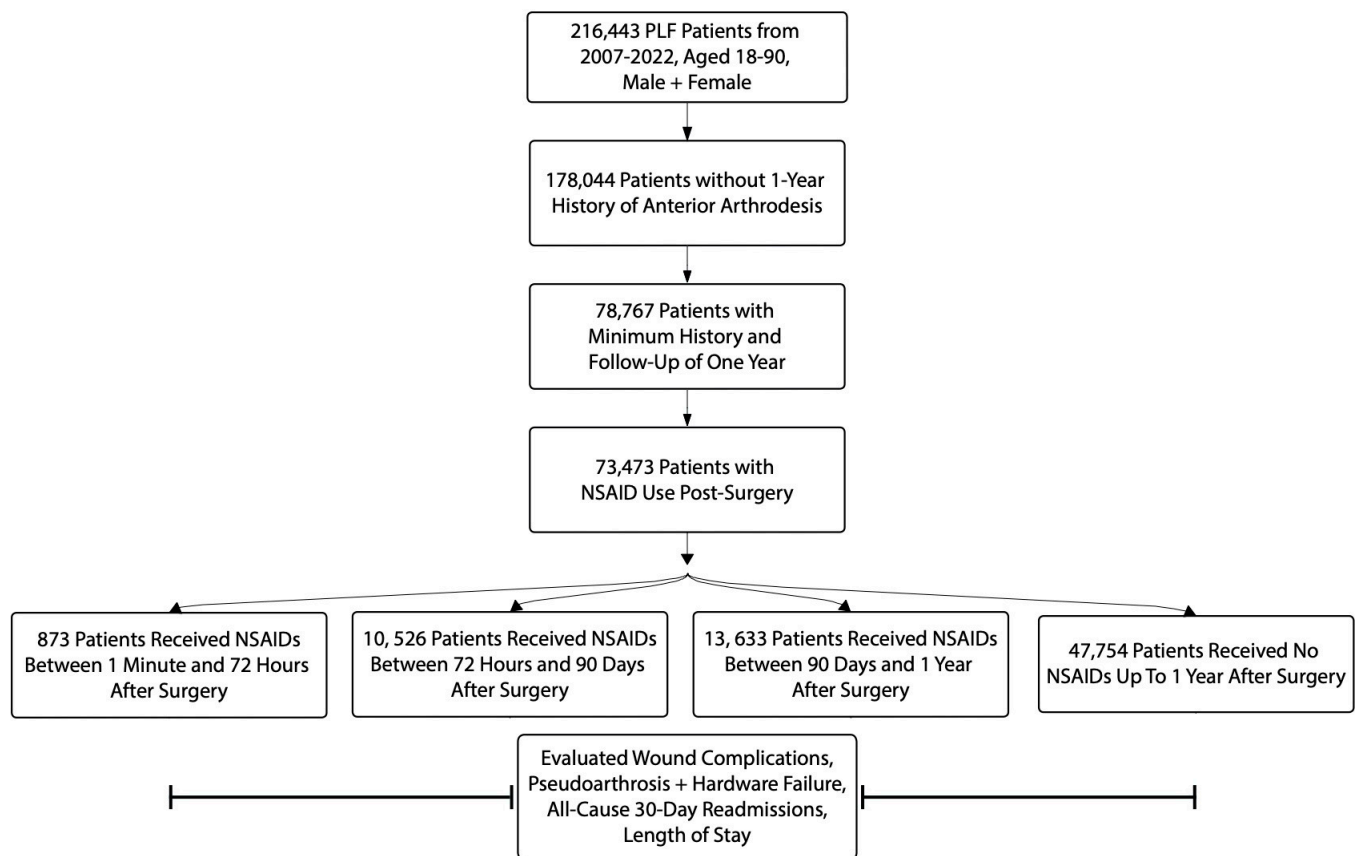 216,443 PLF Patients from
2007-2022, Aged 18-90,
Male + Female
178,044 Patients without 1-Year
History of Anterior Arthrodesis
78,767 Patients with
Minimum History and
Follow-Up of One Year
73,473 Patients with
NSAID Use Post-Surgery
873 Patients Received NSAIDs
Between 1 Minute and 72 Hours
After Surgery
10, 526 Patients Received NSAIDs
Between 72 Hours and 90 Days
After Surgery
13, 633 Patients Received NSAIDs
Between 90 Days and 1 Year
After Surgery
47,754 Patients Received No
NSAIDs Up To 1 Year After Surgery
Evaluated Wound Complications,
Pseudoarthrosis + Hardware Failure,
All-Cause 30-Day Readmissions,
Length of Stay